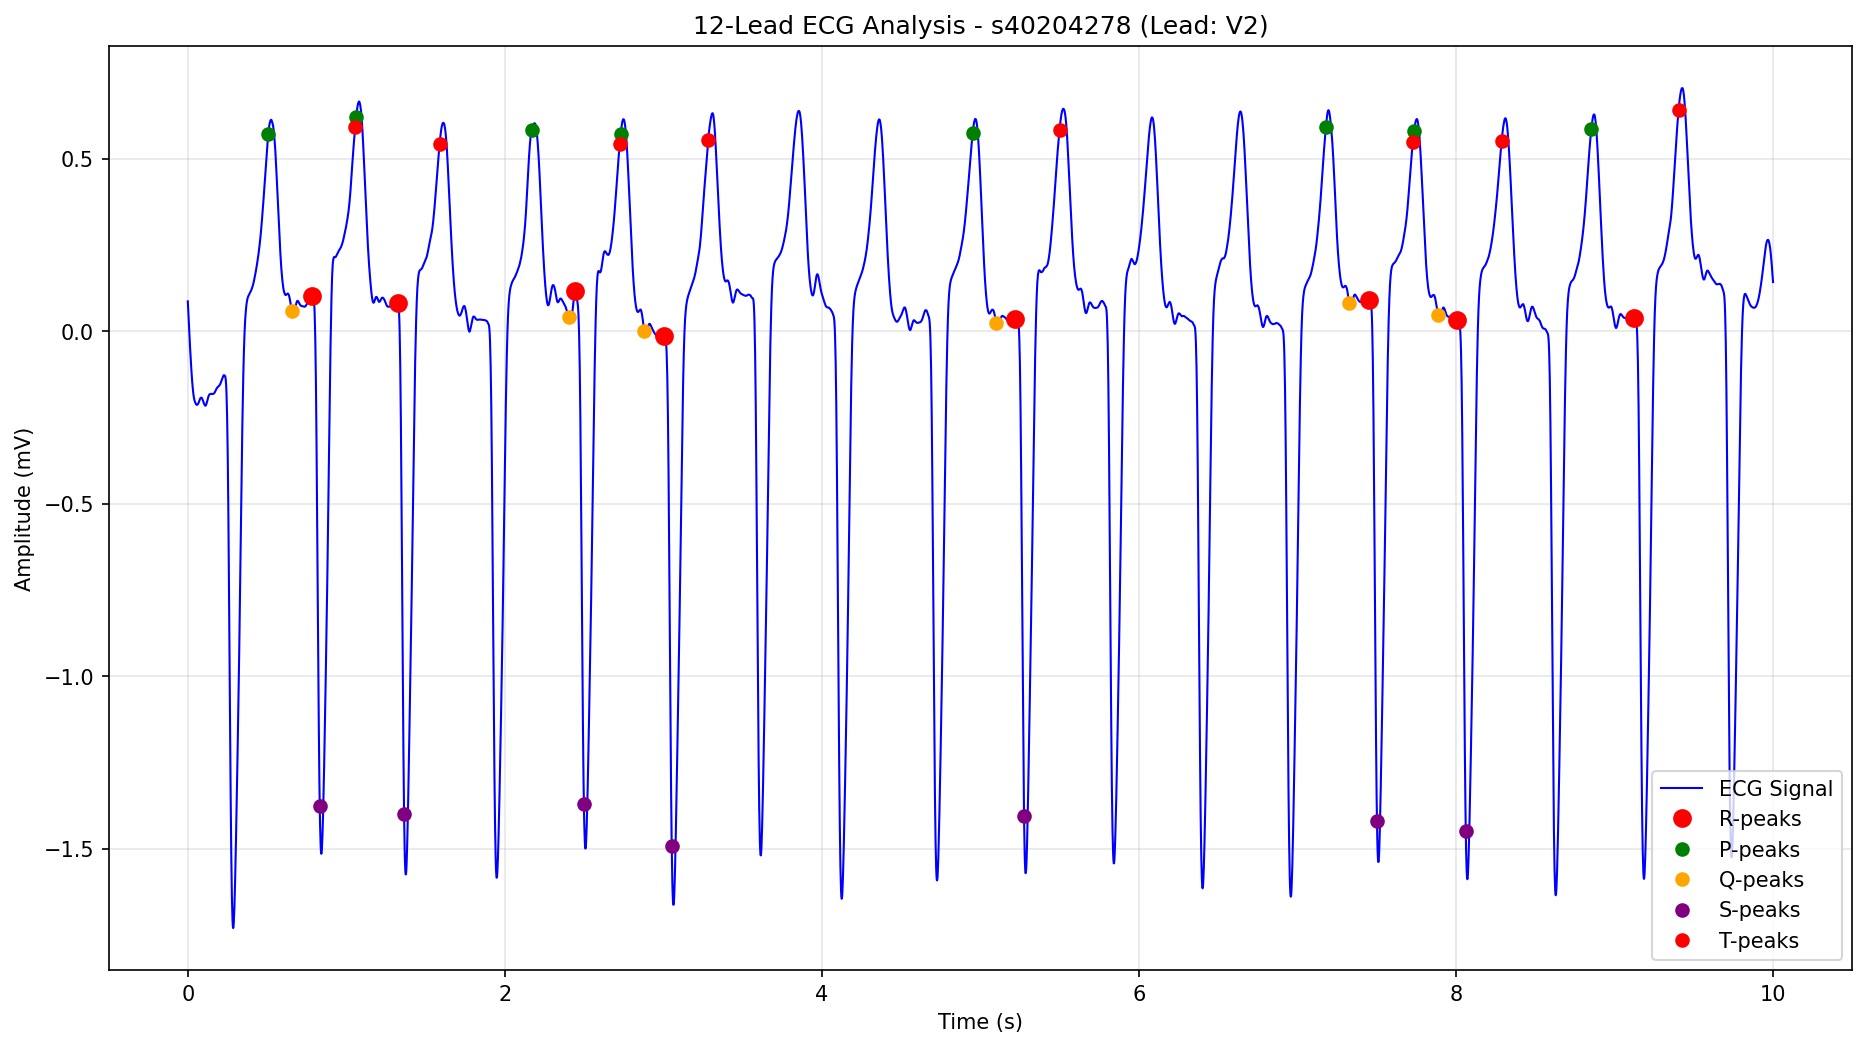 12-Lead ECG Analysis - s40204278 (Lead: V2)
Amplitude (mV)
0.5
0.0
−0.5
−1.0
−1.5
0 2 4 6 8 10
Time (s)
ECG Signal
R-peaks
P-peaks
Q-peaks
S-peaks
T-peaks